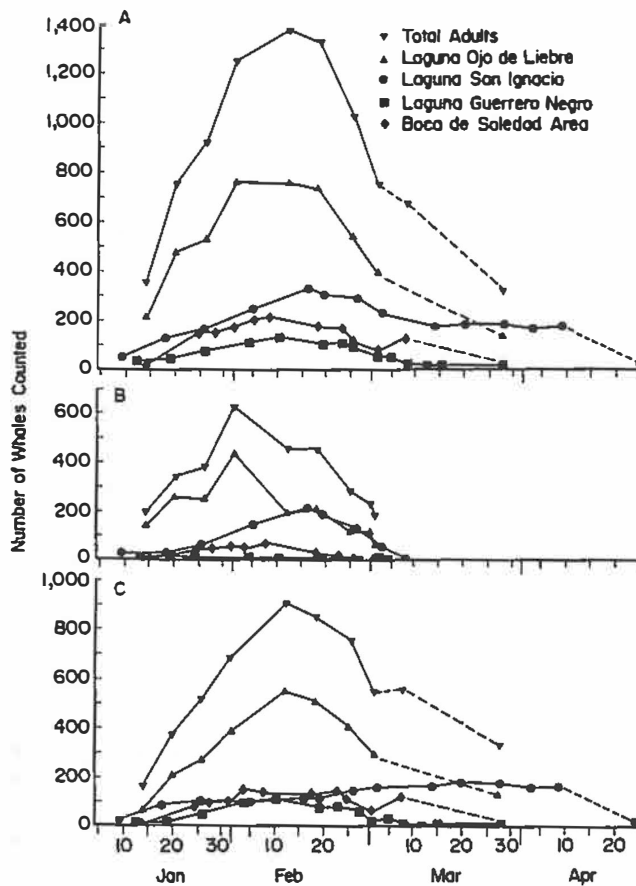 A
1,400
1,200
1,000
800
600
400
200
0
Total Adults
Laguna Ojo de Liebre
Laguna San Ignacio
Laguna Guerrero Negro
Boca de Soledad Area
Number of Whales Counted
B
600
400
200
0
C
1,000
800
600
400
200
0
10 20 30 10 20 10 20 30 10 20
Jan Feb Mar Apr